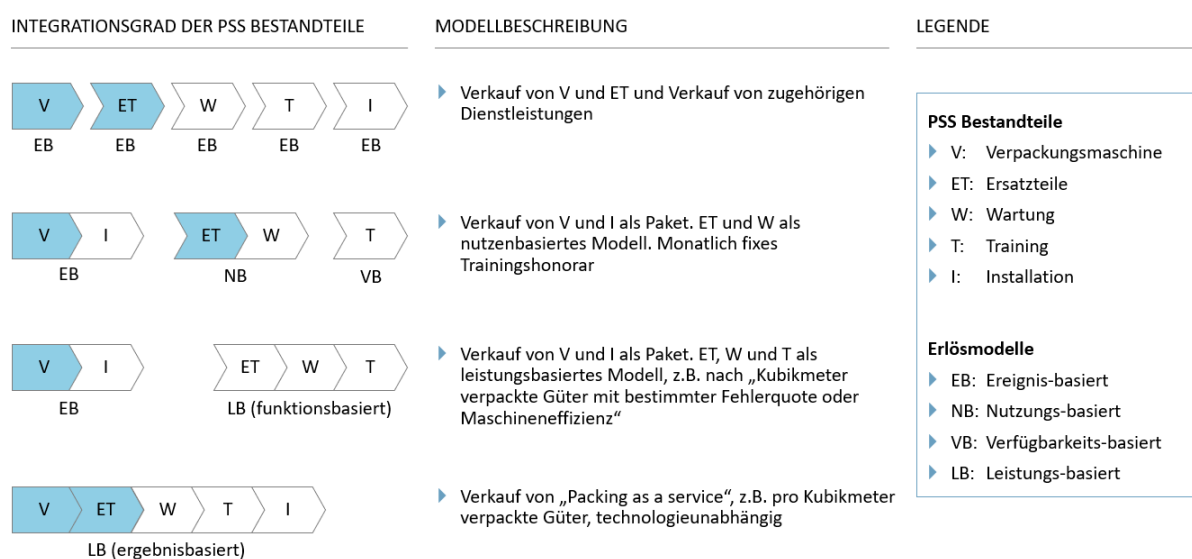 INTEGRATIONSGRAD DER PSS BESTANDTEILE
MODELLBESCHREIBUNG
LEGENDE
V ET W T I
EB EB EB EB EB
Verkauf von V und ET und Verkauf von zugehörigen
Dienstleistungen
V I ET W T
EB NB VB
Verkauf von V und I als Paket. ET und W als
nutzenbasiertes Modell. Monatlich fixes
Trainingshonorar
V I ET W T
EB LB (funktionsbasiert)
Verkauf von V und I als Paket. ET, W und T als
leistungsbasiertes Modell, z.B. nach „Kubikmeter
verpackte Güter mit bestimmter Fehlerquote oder
Maschineneffizienz“
V ET W T I
LB (ergebnisbasiert)
Verkauf von „Packing as a service“, z.B. pro Kubikmeter
verpackte Güter, technologieunabhängig
PSS Bestandteile
V: Verpackungsmaschine
ET: Ersatzteile
W: Wartung
T: Training
I: Installation
Erlösmodelle
EB: Ereignis-basiert
NB: Nutzungs-basiert
VB: Verfügbarkeits-basiert
LB: Leistungs-basiert